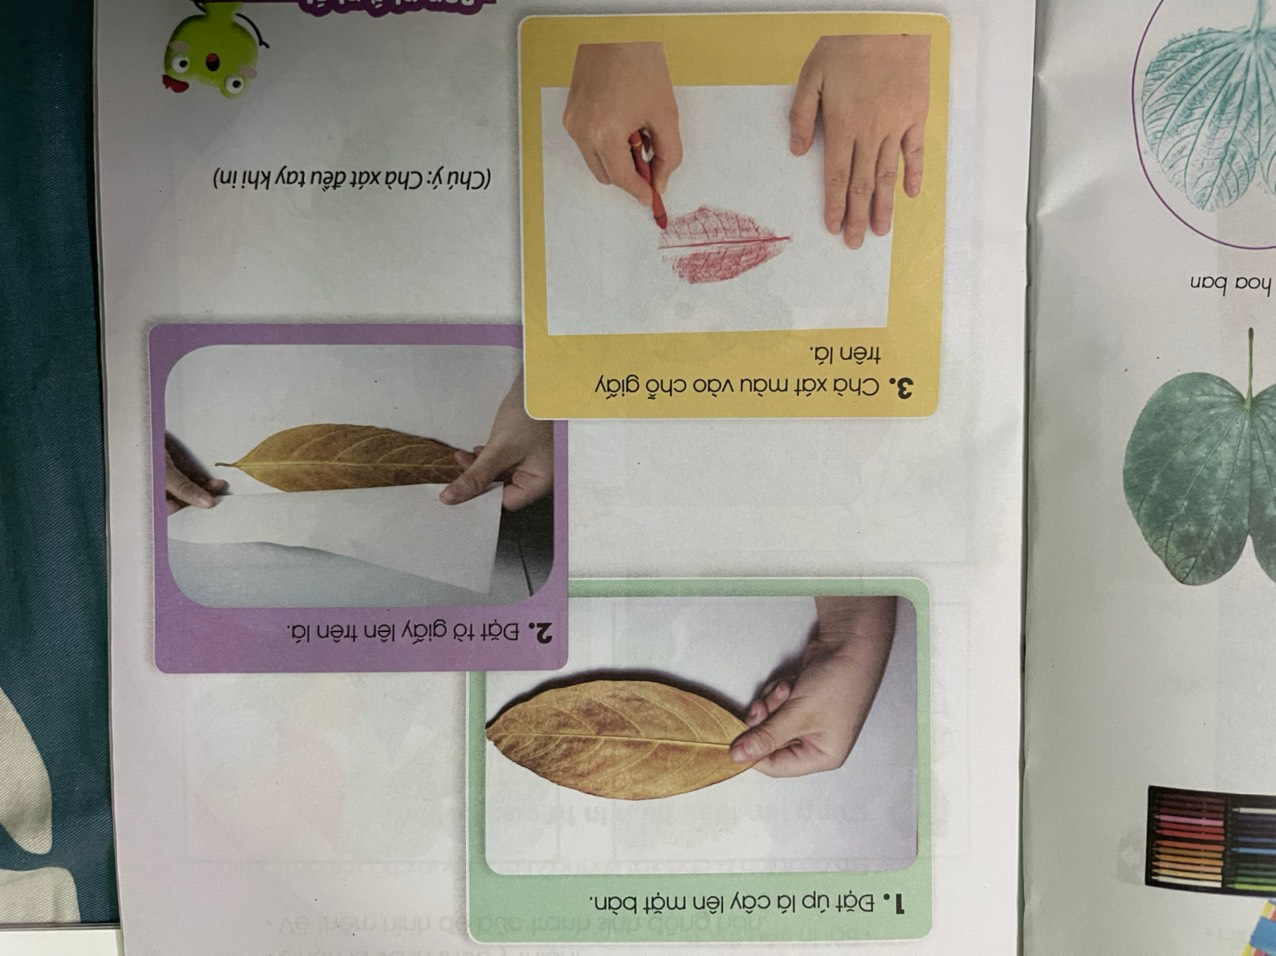 1. Đặt úp lá cây lên mặt bàn.
2. Đặt tờ giấy lên trên lá.
3. Chà xát màu vào chỗ giấy
trên lá.
(Chú ý: Chà xát đều tay khi in)
hoa ban